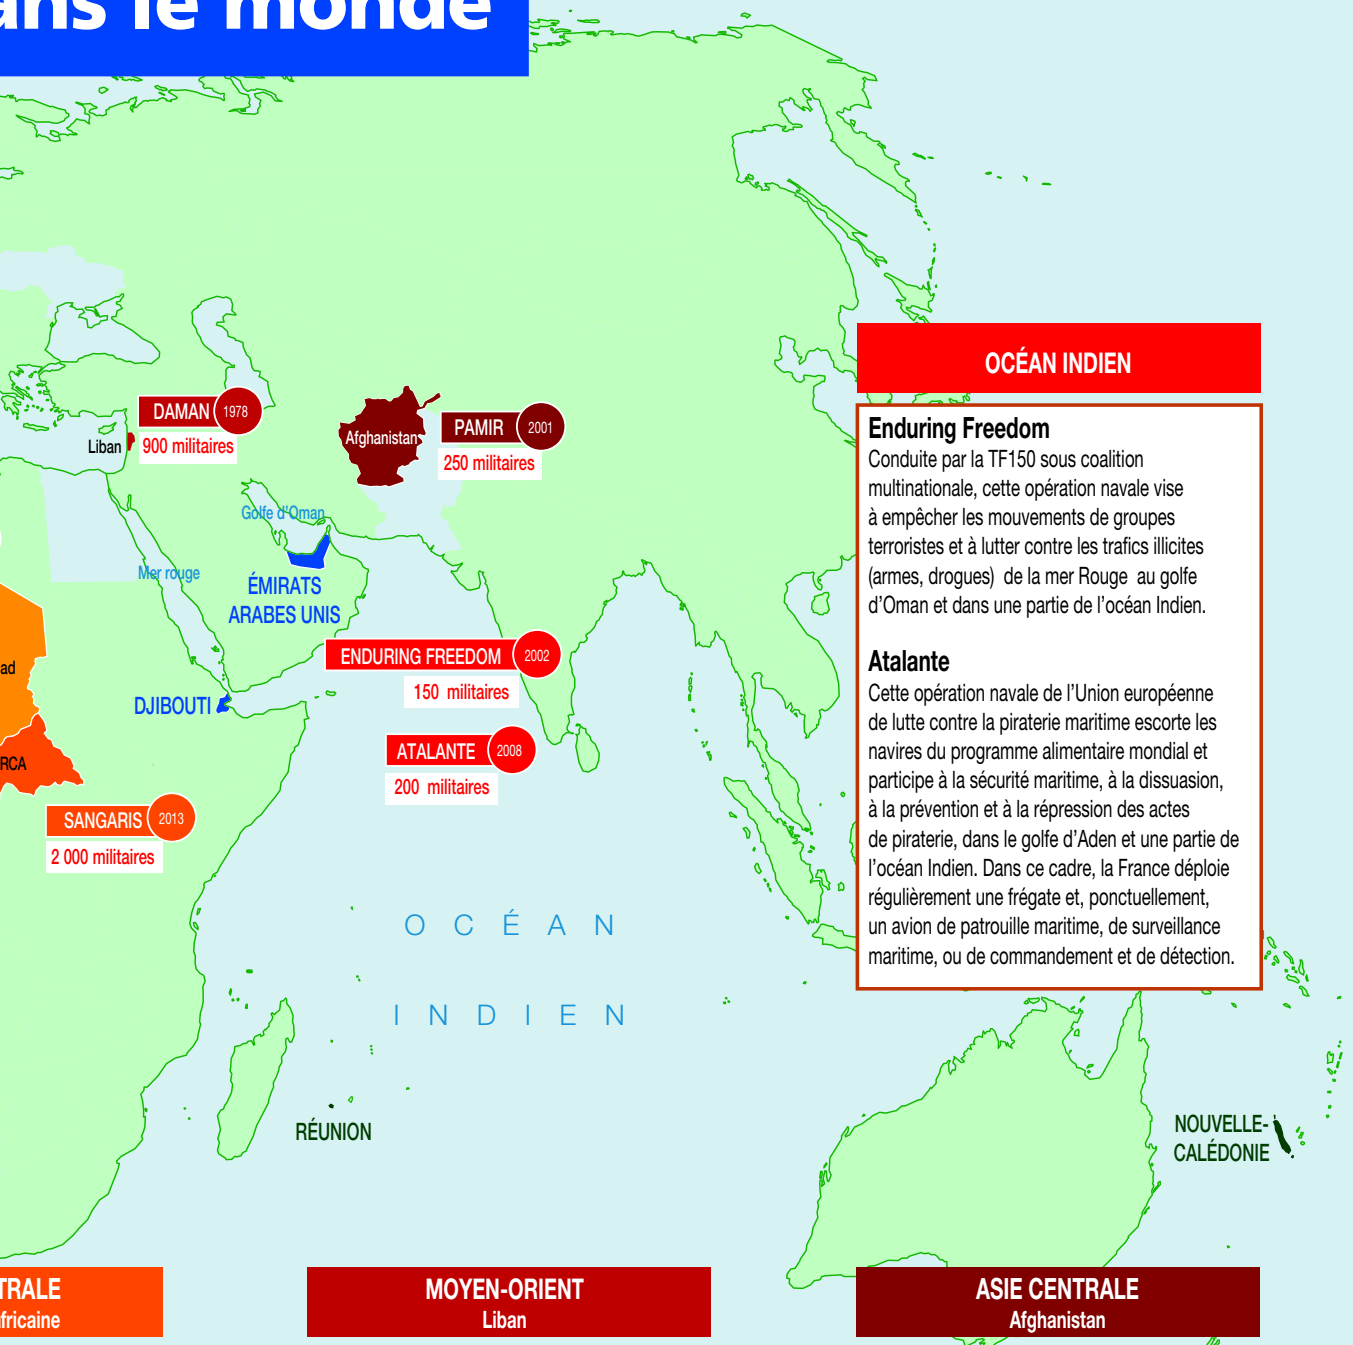 ans le monde
DAMAN 1978
900 militaires
Liban
Afghanistan
PAMIR 2001
250 militaires
Golfe d'Oman
Mer rouge
ÉMIRATS
ARABES UNIS
ENDURING FREEDOM 2002
150 militaires
DJIBOUTI
ATALANTE 2008
200 militaires
ad
RCA
SANGARIS 2013
2 000 militaires
OCÉAN
INDIEN
RÉUNION
NOUVELLE-
CALÉDONIE
OCÉAN INDIEN
Enduring Freedom
Conduite par la TF150 sous coalition
multinationale, cette opération navale vise
à empêcher les mouvements de groupes
terroristes et à lutter contre les trafics illicites
(armes, drogues) de la mer Rouge au golfe
d'Oman et dans une partie de l'océan Indien.
Atalante
Cette opération navale de l'Union européenne
de lutte contre la piraterie maritime escorte les
navires du programme alimentaire mondial et
participe à la sécurité maritime, à la dissuasion,
à la prévention et à la répression des actes
de piraterie, dans le golfe d'Aden et une partie de
l'océan Indien. Dans ce cadre, la France déploie
régulièrement une frégate et, ponctuellement,
un avion de patrouille maritime, de surveillance
maritime, ou de commandement et de détection.
TRALE
fricaine
MOYEN-ORIENT
Liban
ASIE CENTRALE
Afghanistan